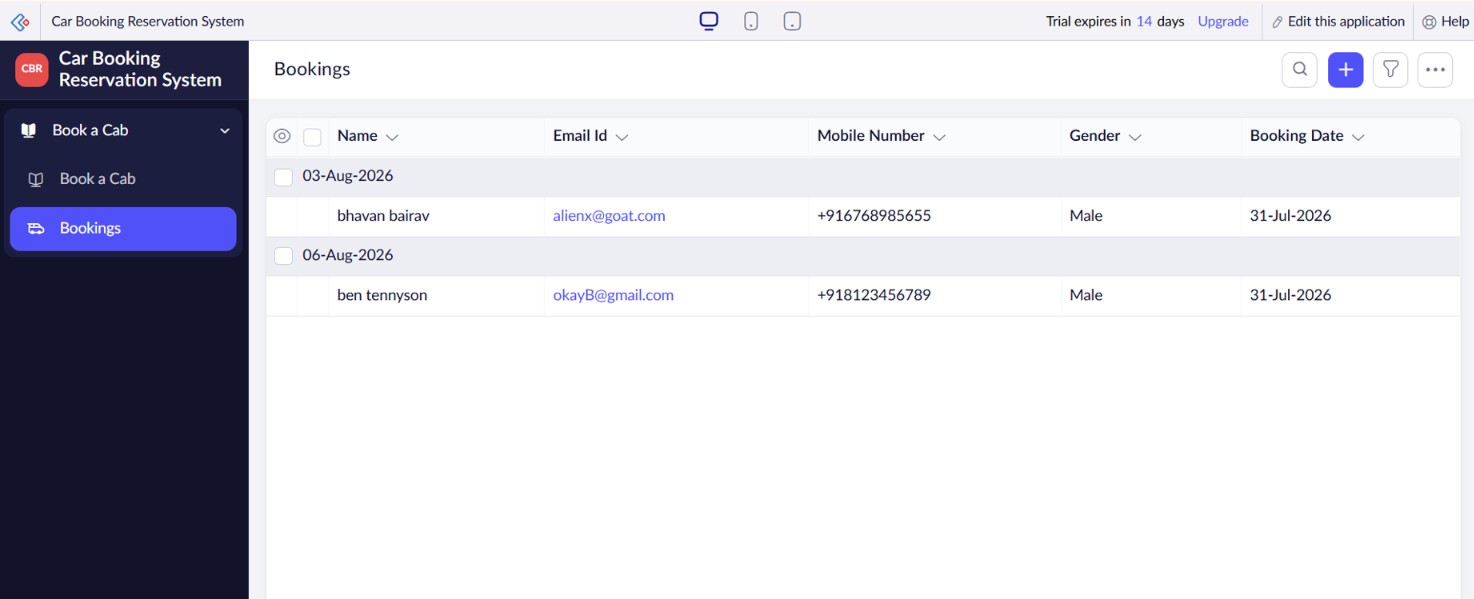 Car Booking Reservation System
Trial expires in 14 days Upgrade Edit this application Help
CBR
Car Booking
Reservation System
Bookings
Book a Cab
Book a Cab
Bookings
Name Email Id Mobile Number Gender Booking Date
03-Aug-2026
bhavan bairav alienx@goat.com +916768985655 Male 31-Jul-2026
06-Aug-2026
ben tennyson okayB@gmail.com +918123456789 Male 31-Jul-2026